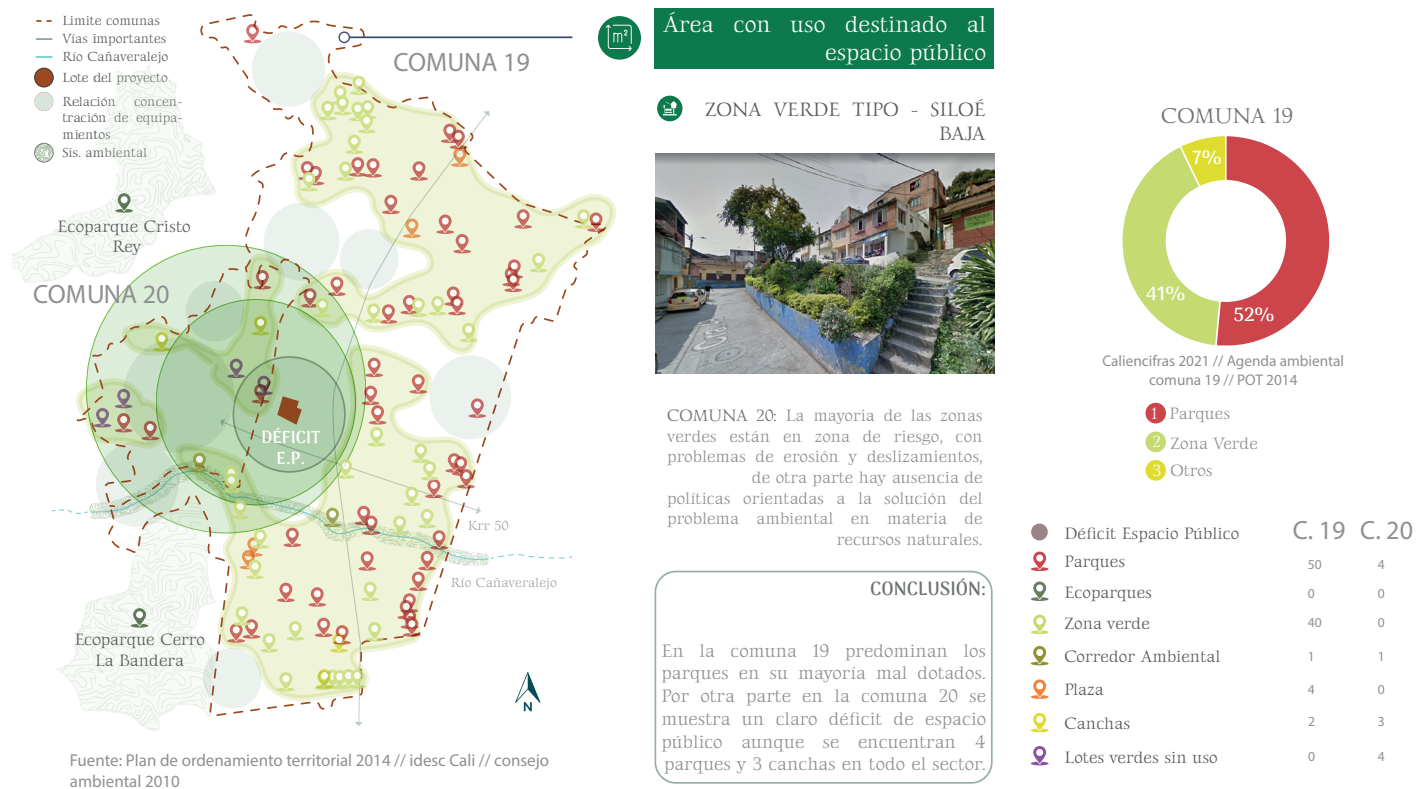 Limite comunas
Vías importantes
Río Cañaveralejo
Lote del proyecto
Relación concen-
tración de equipa-
mientos
Sis. ambiental
COMUNA 19
Ecoparque Cristo
Rey
COMUNA 20
DÉFICIT
E.P.
Krr 50
Río Cañaveralejo
Ecoparque Cerro
La Bandera
N
Fuente: Plan de ordenamiento territorial 2014 // idesc Cali // consejo
ambiental 2010
m²
Área con uso destinado al
espacio público
ZONA VERDE TIPO - SILOÉ
BAJA
COMUNA 20: La mayoria de las zonas
verdes están en zona de riesgo, con
problemas de erosión y deslizamientos,
de otra parte hay ausencia de
políticas orientadas a la solución del
problema ambiental en materia de
recursos naturales.
CONCLUSIÓN:
En la comuna 19 predominan los
parques en su mayoría mal dotados.
Por otra parte en la comuna 20 se
muestra un claro déficit de espacio
público aunque se encuentran 4
parques y 3 canchas en todo el sector.
COMUNA 19
7%
41%
52%
Caliencifras 2021 // Agenda ambiental
comuna 19 // POT 2014
1 Parques
2 Zona Verde
3 Otros
Déficit Espacio Público C. 19 C. 20
Parques 50 4
Ecoparques 0 0
Zona verde 40 0
Corredor Ambiental 1 1
Plaza 4 0
Canchas 2 3
Lotes verdes sin uso 0 4